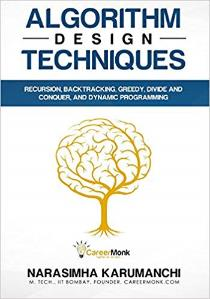 ALGORITHM
DESIGN
TECHNIQUES
RECURSION, BACKTRACKING, GREEDY, DIVIDE AND
CONQUER, AND DYNAMIC PROGRAMMING
CareerMonk
NARASIMHA KARUMANCHI
M. TECH., IIT BOMBAY, FOUNDER, CAREERMONK.COM